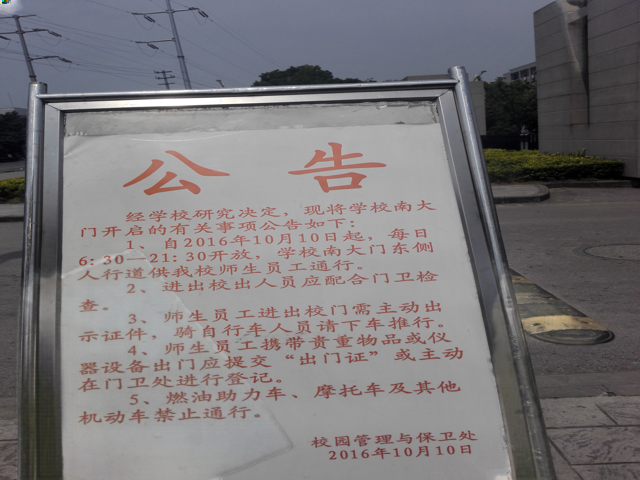 公告
经学校研究决定，现将学校南大
门开启的有关事项公告如下：
1、自2016年10月10日起，每日
6:30—21:30开放，学校南大门东侧
人行道供我校师生员工通行。
2、进出校出人员应配合门卫检
查。
3、师生员工进出校门需主动出
示证件，骑自行车人员请下车推行。
4、师生员工携带贵重物品或仪
器设备出门应提交“出门证”或主动
在门卫处进行登记。
5、燃油助力车、摩托车及其他
机动车禁止通行。
校园管理与保卫处
2016年10月10日